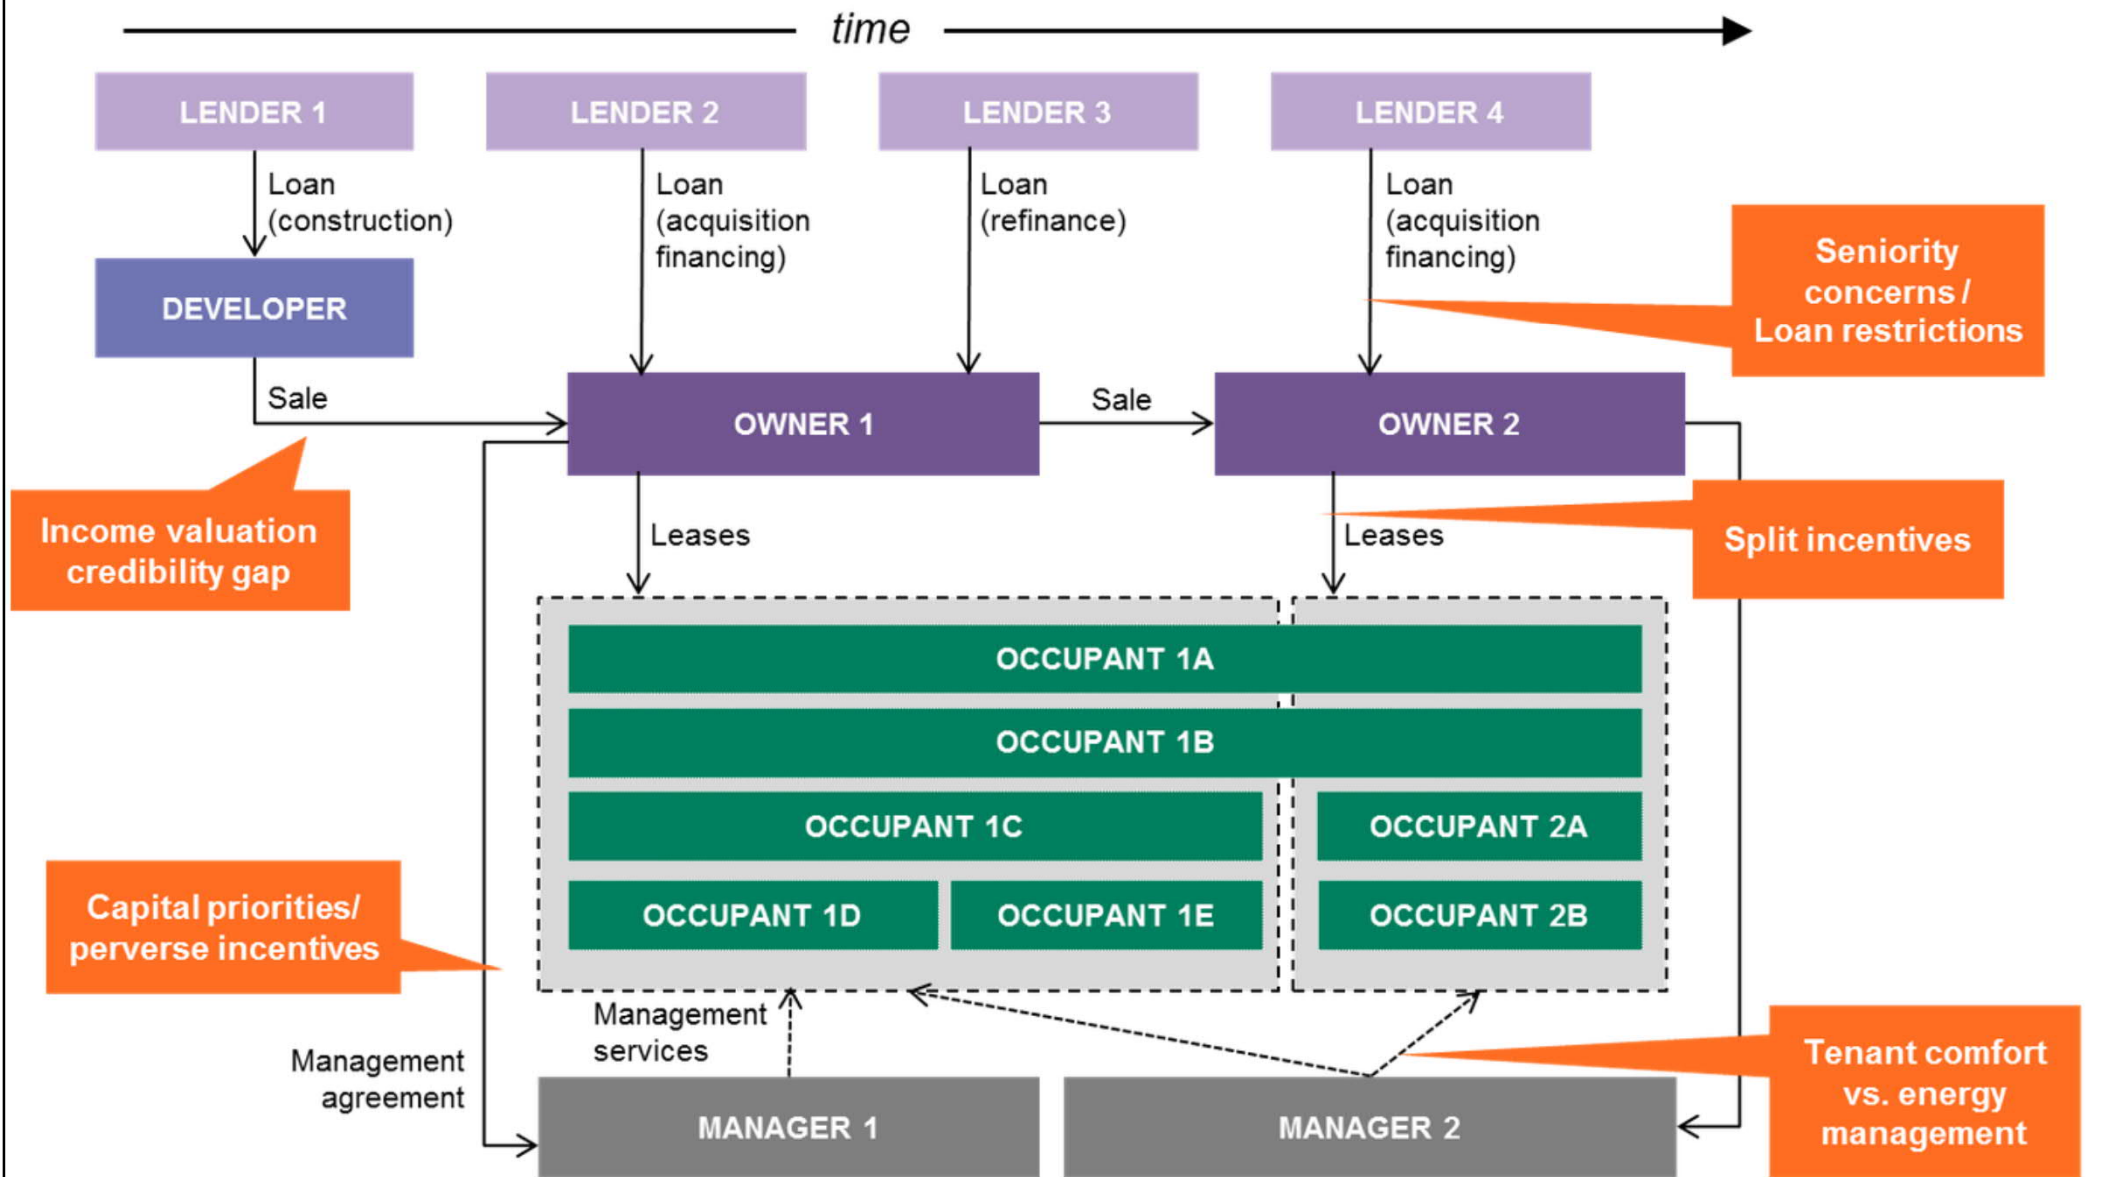 time
LENDER 1
LENDER 2
LENDER 3
LENDER 4
Loan
(construction)
Loan
(acquisition
financing)
Loan
(refinance)
Loan
(acquisition
financing)
Seniority
concerns /
Loan restrictions
DEVELOPER
Sale
OWNER 1
Sale
OWNER 2
Income valuation
credibility gap
Leases
Leases
Split incentives
OCCUPANT 1A
OCCUPANT 1B
OCCUPANT 1C
OCCUPANT 2A
OCCUPANT 1D
OCCUPANT 1E
OCCUPANT 2B
Capital priorities/
perverse incentives
Management
services
Management
agreement
Tenant comfort
vs. energy
management
MANAGER 1
MANAGER 2